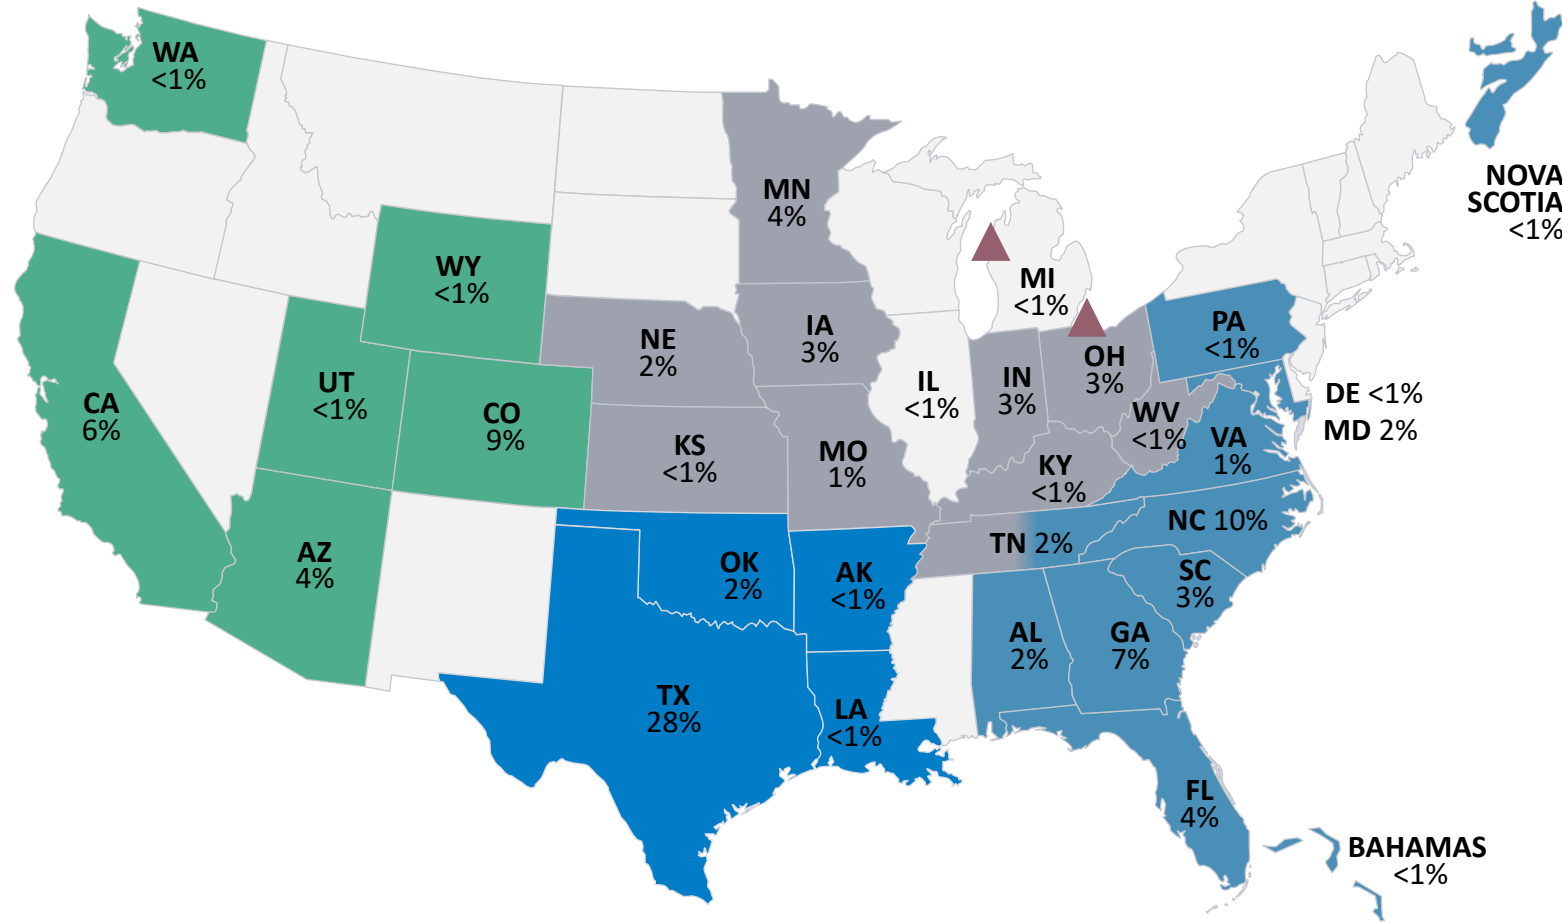 WA
<1%
NOVA
SCOTIA
<1%
MN
4%
WY
<1%
MI
<1%
PA
<1%
NE
2%
IA
3%
OH
3%
UT
<1%
IN
3%
IL
<1%
DE <1%
CA
6%
CO
9%
WV
<1%
MD 2%
VA
1%
KS
<1%
MO
1%
KY
<1%
NC 10%
TN 2%
AZ
4%
OK
2%
AK
<1%
SC
3%
AL
2%
GA
7%
TX
28%
LA
<1%
FL
4%
BAHAMAS
<1%